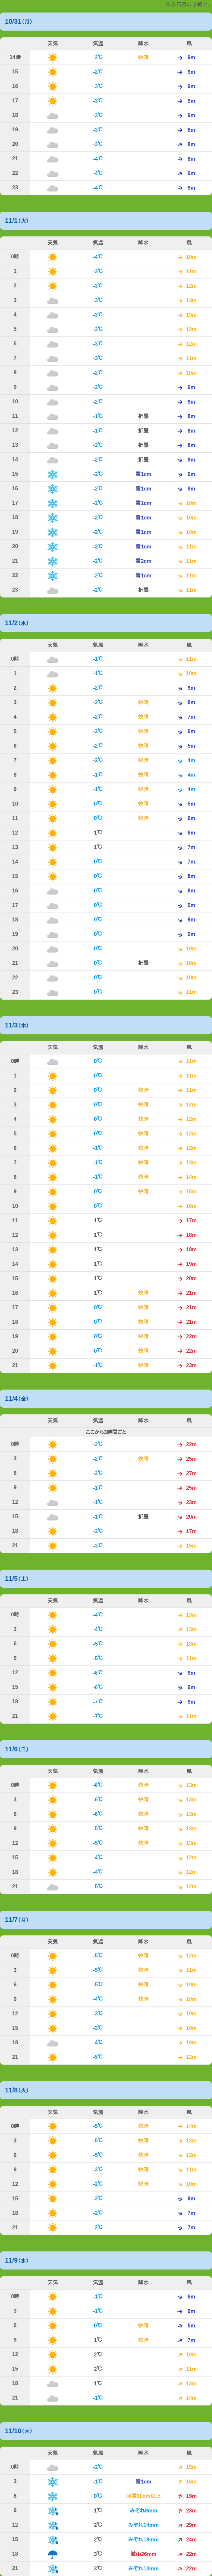 10/31(月)
天気 気温 降水 風
14時 -2℃ 快晴 9m
15 -2℃ 9m
16 -3℃ 9m
17 -3℃ 9m
18 -3℃ 9m
19 -3℃ 8m
20 -3℃ 8m
21 -4℃ 8m
22 -4℃ 9m
23 -4℃ 9m
11/1(火)
天気 気温 降水 風
0時 -4℃ 10m
1 -3℃ 11m
2 -3℃ 12m
3 -3℃ 13m
4 -3℃ 13m
5 -3℃ 12m
6 -3℃ 12m
7 -3℃ 11m
8 -2℃ 10m
9 -2℃ 9m
10 -2℃ 9m
11 -1℃ 折曇 8m
12 -1℃ 折曇 8m
13 -2℃ 折曇 8m
14 -2℃ 折曇 9m
15 -2℃ 雪1cm 9m
16 -2℃ 雪1cm 9m
17 -2℃ 雪1cm 10m
18 -2℃ 雪1cm 10m
19 -2℃ 雪1cm 10m
20 -2℃ 雪1cm 11m
21 -2℃ 雪2cm 11m
22 -2℃ 雪1cm 11m
23 -2℃ 折曇 11m
11/2(水)
天気 気温 降水 風
0時 -1℃ 11m
1 -1℃ 10m
2 -2℃ 9m
3 -2℃ 快晴 8m
4 -2℃ 快晴 7m
5 -2℃ 快晴 6m
6 -2℃ 快晴 5m
7 -2℃ 快晴 4m
8 -1℃ 快晴 4m
9 -1℃ 快晴 4m
10 0℃ 快晴 5m
11 0℃ 快晴 6m
12 1℃ 6m
13 1℃ 7m
14 0℃ 7m
15 0℃ 8m
16 0℃ 8m
17 0℃ 9m
18 0℃ 9m
19 0℃ 9m
20 0℃ 10m
21 0℃ 折曇 10m
22 0℃ 10m
23 0℃ 11m
11/3(木)
天気 気温 降水 風
0時 0℃ 11m
1 0℃ 11m
2 0℃ 快晴 11m
3 0℃ 快晴 12m
4 0℃ 快晴 12m
5 0℃ 快晴 12m
6 -1℃ 快晴 12m
7 -1℃ 快晴 13m
8 -1℃ 快晴 14m
9 0℃ 快晴 15m
10 0℃ 16m
11 1℃ 17m
12 1℃ 18m
13 1℃ 18m
14 1℃ 19m
15 1℃ 20m
16 1℃ 快晴 21m
17 0℃ 快晴 21m
18 0℃ 快晴 21m
19 0℃ 快晴 22m
20 0℃ 快晴 22m
21 -1℃ 快晴 23m
11/4(金)
天気 気温 降水 風
ここから3時間ごと
0時 -2℃ 22m
3 -2℃ 快晴 25m
6 -2℃ 27m
9 -1℃ 25m
12 -1℃ 23m
15 -1℃ 折曇 20m
18 -2℃ 17m
21 -3℃ 15m
11/5(土)
天気 気温 降水 風
0時 -4℃ 13m
3 -4℃ 13m
6 -5℃ 13m
9 -5℃ 11m
12 -6℃ 9m
15 -6℃ 9m
18 -7℃ 9m
21 -7℃ 11m
11/6(日)
天気 気温 降水 風
0時 -6℃ 快晴 13m
3 -6℃ 快晴 13m
6 -6℃ 快晴 13m
9 -5℃ 快晴 13m
12 -5℃ 快晴 13m
15 -4℃ 12m
18 -4℃ 12m
21 -5℃ 12m
11/7(月)
天気 気温 降水 風
0時 -5℃ 快晴 12m
3 -5℃ 快晴 11m
6 -5℃ 快晴 10m
9 -4℃ 快晴 10m
12 -3℃ 10m
15 -3℃ 10m
18 -4℃ 10m
21 -5℃ 12m
11/8(火)
天気 気温 降水 風
0時 -5℃ 快晴 14m
3 -5℃ 快晴 13m
6 -5℃ 快晴 12m
9 -3℃ 快晴 11m
12 -2℃ 快晴 10m
15 -2℃ 9m
18 -2℃ 7m
21 -2℃ 7m
11/9(水)
天気 気温 降水 風
0時 -1℃ 6m
3 -1℃ 6m
6 0℃ 快晴 5m
9 1℃ 快晴 7m
12 2℃ 10m
15 2℃ 11m
18 1℃ 13m
21 -1℃ 14m
11/10(木)
天気 気温 降水 風
0時 -2℃ 15m
3 -1℃ 雪1cm 16m
6 0℃ 強雪10cm以上 19m
9 1℃ みぞれ9mm 23m
12 2℃ みぞれ14mm 29m
15 2℃ みぞれ18mm 24m
18 3℃ 激雨26mm 22m
21 3℃ みぞれ13mm 22m